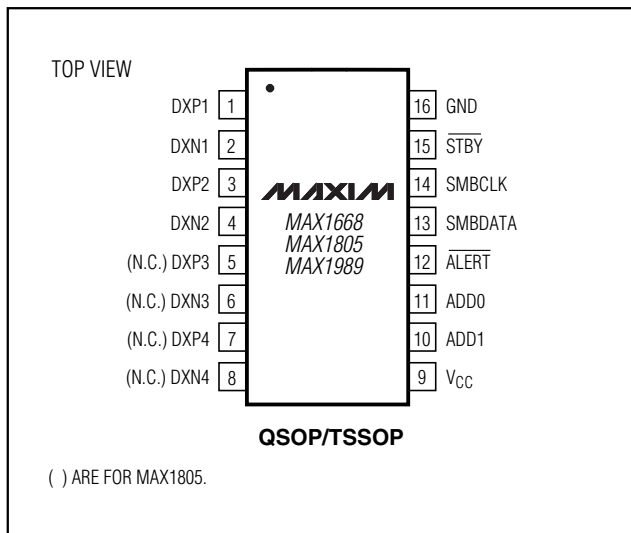 TOP VIEW
DXP1 1
DXN1 2
DXP2 3
DXN2 4
(N.C.) DXP3 5
(N.C.) DXN3 6
(N.C.) DXP4 7
(N.C.) DXN4 8
MAXIM
MAX1668
MAX1805
MAX1989
16 GND
15 STBY
14 SMBCLK
13 SMBDATA
12 ALERT
11 ADD0
10 ADD1
9 VCC
QSOP/TSSOP
( ) ARE FOR MAX1805.